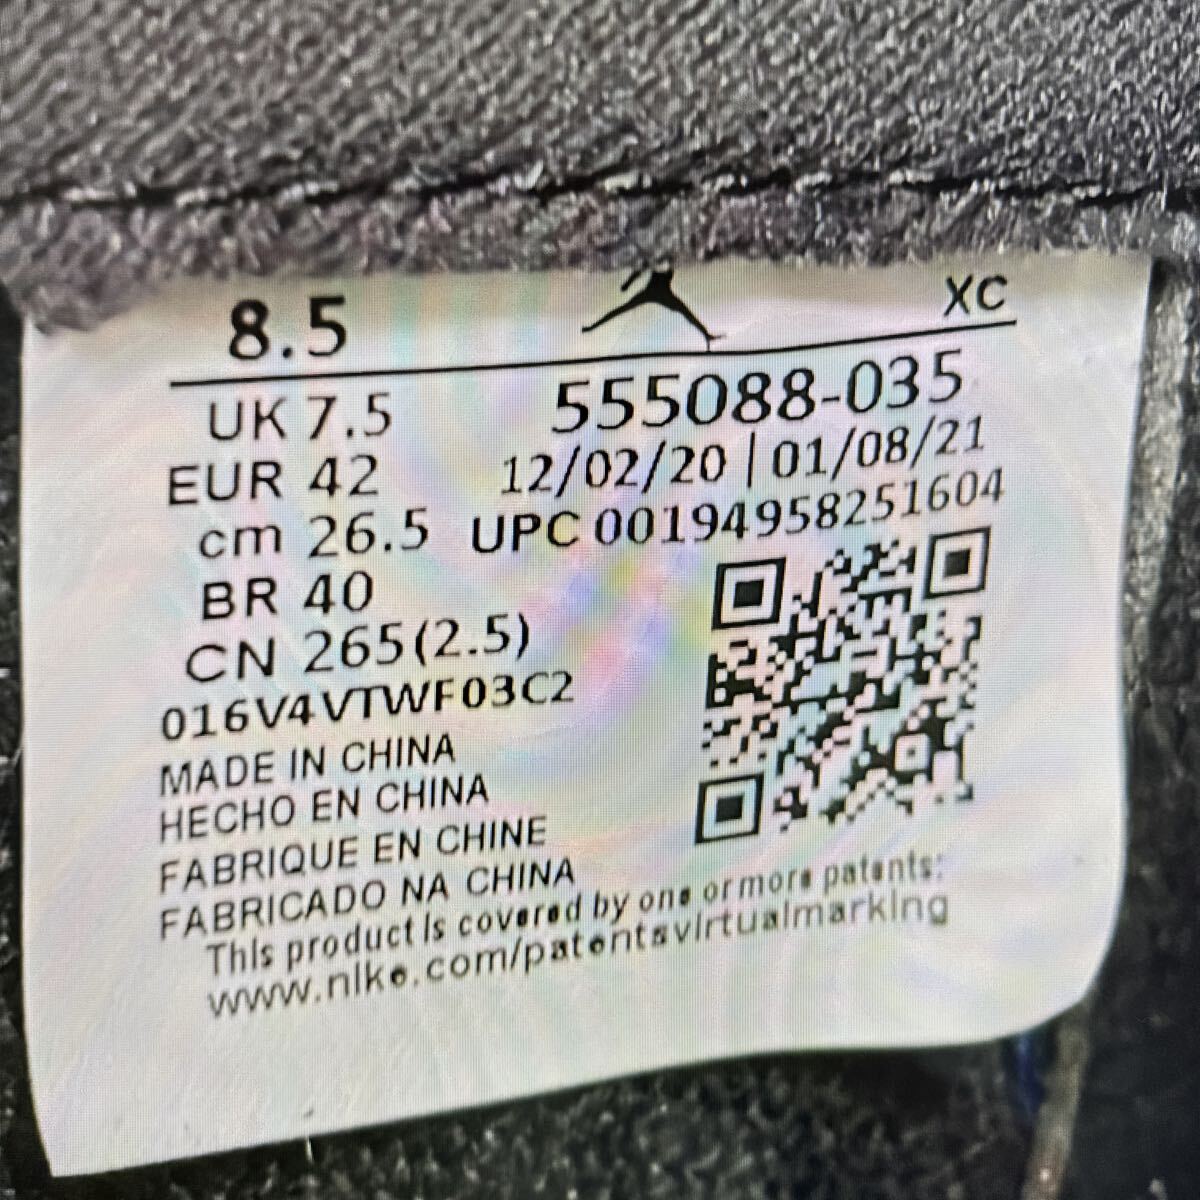 8.5 XC
UK 7.5 555088-035
EUR 42 12/02/20 | 01/08/21
cm 26.5 UPC 00194958251604
BR 40
CN 265(2.5)
016V4VTWF03C2
MADE IN CHINA
HECHO EN CHINA
FABRIQUE EN CHINE
FABRICADO NA CHINA
This product is covered by one or more patents:
www.nike.com/patentsvirtualmarking